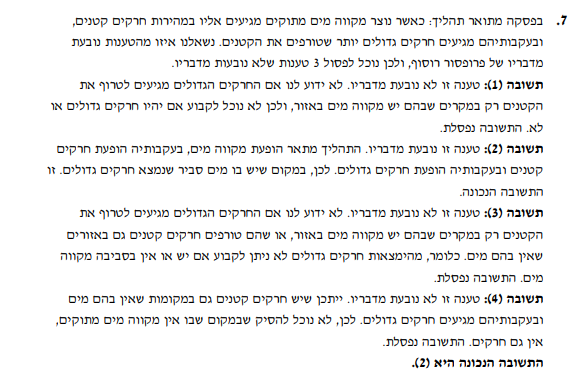 7. בפסקה מתואר תהליך: כאשר נוצר מקווה מים מתוקים מגיעים אליו במהירות חרקים קטנים,
ובעקבותיהם מגיעים חרקים גדולים יותר שטורפים את הקטנים. נשאלנו איזו מהטענות נובעת
מדבריו של פרופסור רוסוף, ולכן נוכל לפסול 3 טענות שלא נובעות מדבריו.
תשובה (1): טענה זו לא נובעת מדבריו. לא ידוע לנו אם החרקים הגדולים מגיעים לטרוף את
הקטנים רק במקרים שבהם יש מקווה מים באזור, ולכן לא נוכל לקבוע אם יהיו חרקים גדולים או
לא. התשובה נפסלת.
תשובה (2): טענה זו נובעת מדבריו. התהליך מתאר הופעת מקווה מים, בעקבותיה הופעת חרקים
קטנים ובעקבותיה הופעת חרקים גדולים. לכן, במקום שיש בו מים סביר שנמצא חרקים גדולים. זו
התשובה הנכונה.
תשובה (3): טענה זו לא נובעת מדבריו. לא ידוע לנו אם החרקים הגדולים מגיעים לטרוף את
הקטנים רק במקרים שבהם יש מקווה מים באזור, או שהם טורפים חרקים קטנים גם באזורים
שאין בהם מים. כלומר, מהימצאות חרקים גדולים לא ניתן לקבוע אם יש או אין בסביבה מקווה
מים. התשובה נפסלת.
תשובה (4): טענה זו לא נובעת מדבריו. ייתכן שיש חרקים קטנים גם במקומות שאין בהם מים
ובעקבותיהם מגיעים חרקים גדולים. לכן, לא נוכל להסיק שבמקום שבו אין מקווה מים מתוקים,
אין גם חרקים. התשובה נפסלת.
התשובה הנכונה היא (2).